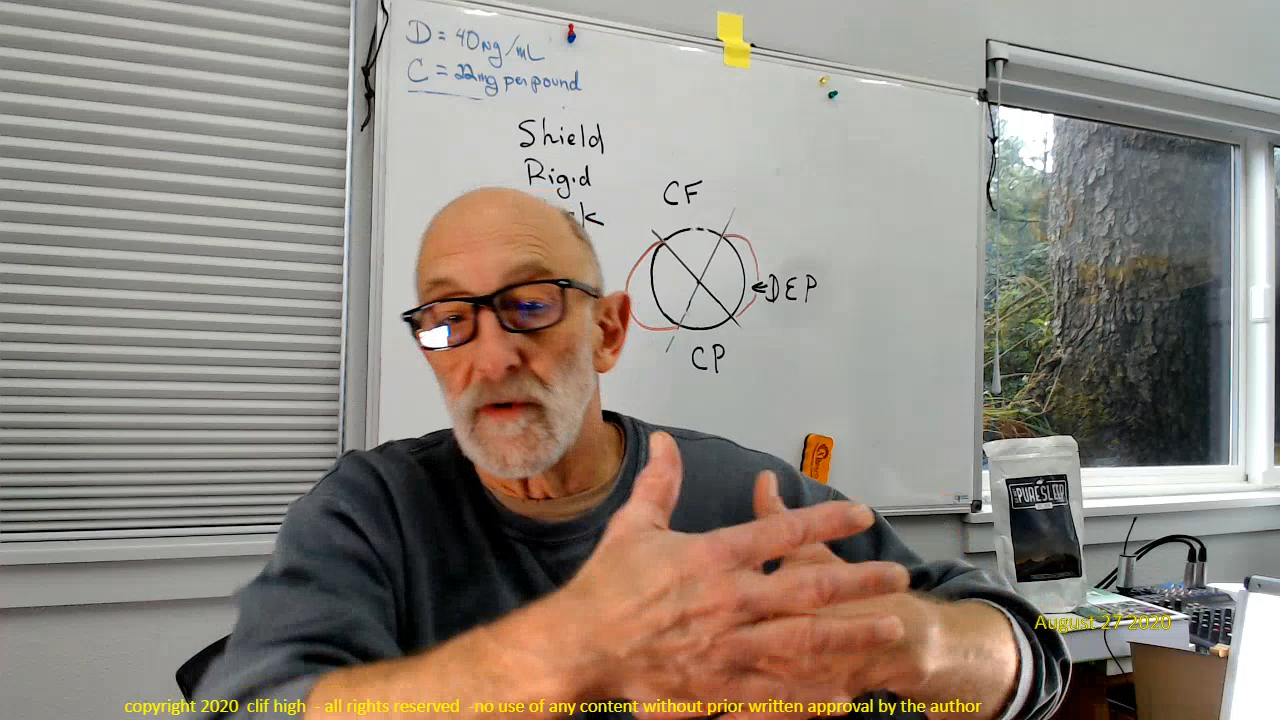 D = 40ng/mL
C = 22mg per pound
Shield
Rigid
CF
DEP
CP
PURESLEEP
August 27 2020
copyright 2020 clif high - all rights reserved -no use of any content without prior written approval by the author